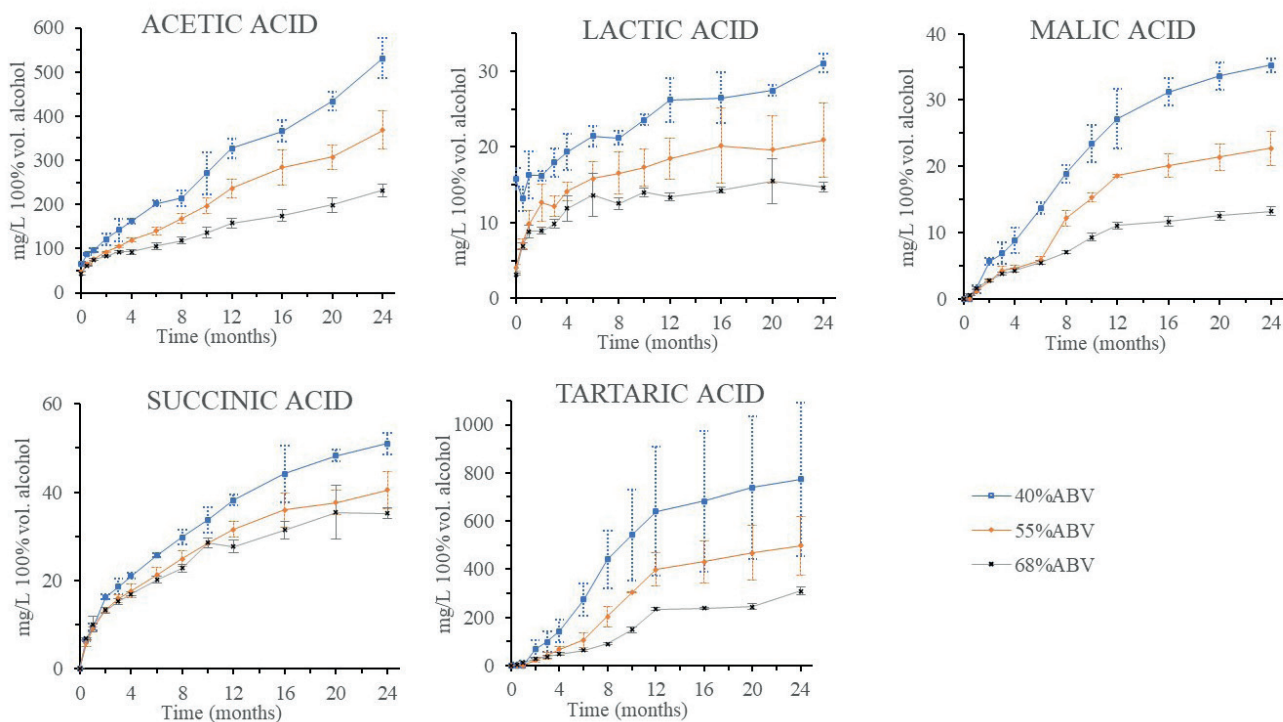 ACETIC ACID
mg/L 100% vol. alcohol
600
500
400
300
200
100
0
0 4 8 12 16 20 24
Time (months)
LACTIC ACID
mg/L 100% vol. alcohol
30
20
10
0
0 4 8 12 16 20 24
Time (months)
MALIC ACID
mg/L 100% vol. alcohol
40
30
20
10
0
0 4 8 12 16 20 24
Time (months)
SUCCINIC ACID
mg/L 100% vol. alcohol
60
40
20
0
0 4 8 12 16 20 24
Time (months)
TARTARIC ACID
mg/L 100% vol. alcohol
1000
800
600
400
200
0
0 4 8 12 16 20 24
Time (months)
40%ABV
55%ABV
68%ABV